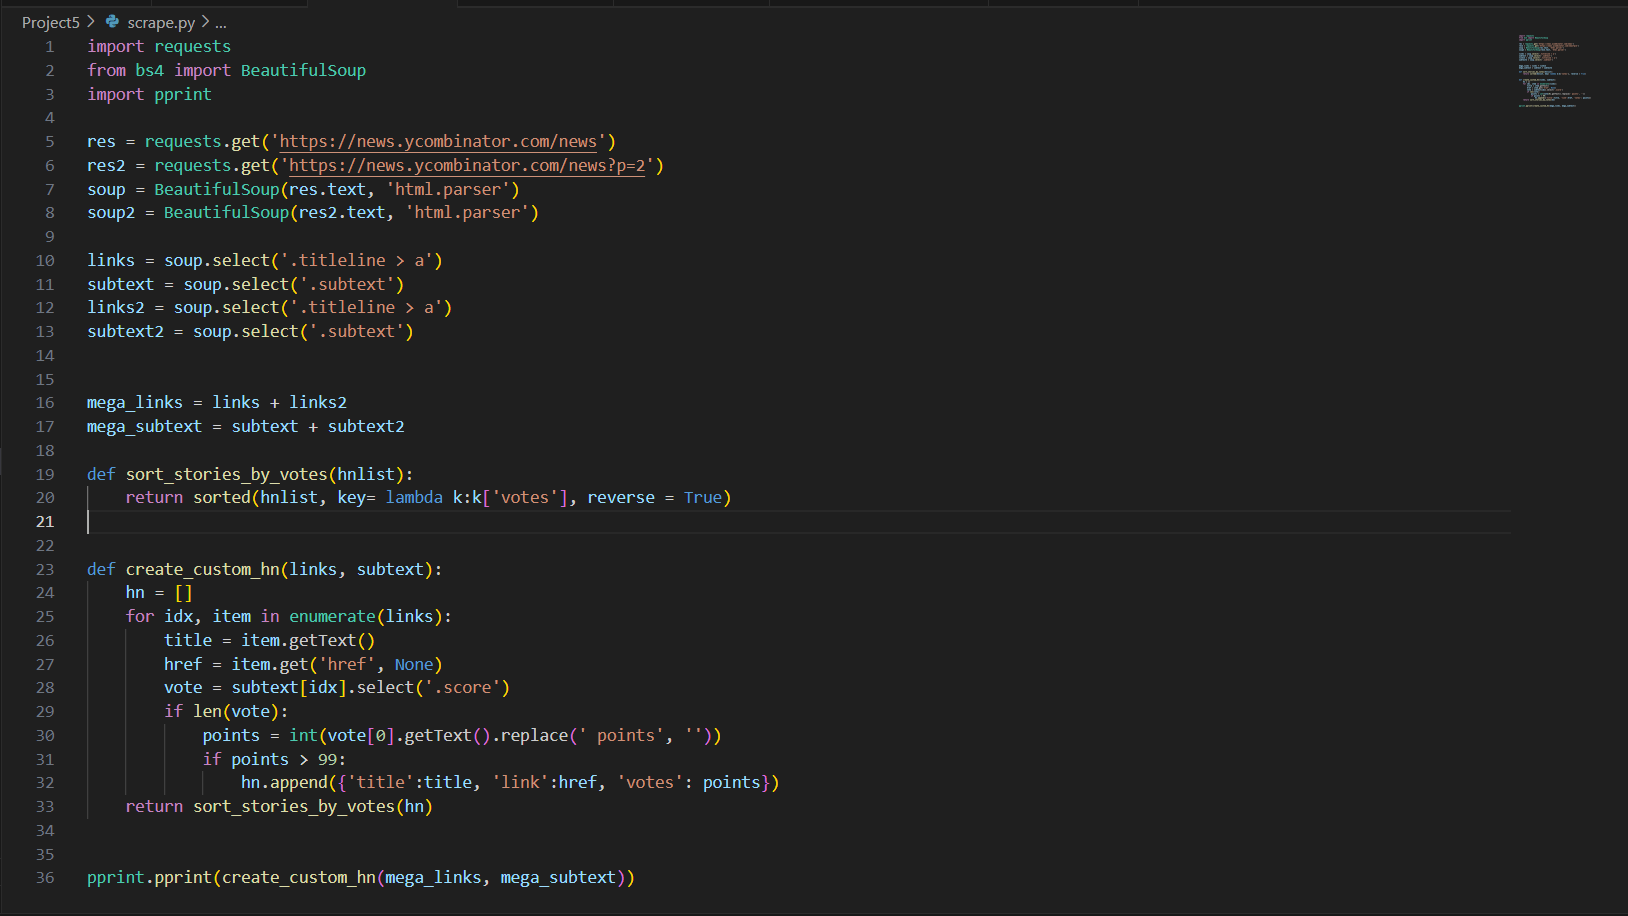 Project5 > scrape.py > ...
1 import requests
2 from bs4 import BeautifulSoup
3 import pprint
4
5 res = requests.get('https://news.ycombinator.com/news')
6 res2 = requests.get('https://news.ycombinator.com/news?p=2')
7 soup = BeautifulSoup(res.text, 'html.parser')
8 soup2 = BeautifulSoup(res2.text, 'html.parser')
9
10 links = soup.select('.titleline > a')
11 subtext = soup.select('.subtext')
12 links2 = soup.select('.titleline > a')
13 subtext2 = soup.select('.subtext')
14
15
16 mega_links = links + links2
17 mega_subtext = subtext + subtext2
18
19 def sort_stories_by_votes(hnlist):
20     return sorted(hnlist, key= lambda k:k['votes'], reverse = True)
21
22
23 def create_custom_hn(links, subtext):
24     hn = []
25     for idx, item in enumerate(links):
26         title = item.getText()
27         href = item.get('href', None)
28         vote = subtext[idx].select('.score')
29         if len(vote):
30             points = int(vote[0].getText().replace(' points', ''))
31             if points > 99:
32                 hn.append({'title':title, 'link':href, 'votes': points})
33     return sort_stories_by_votes(hn)
34
35
36 pprint.pprint(create_custom_hn(mega_links, mega_subtext))